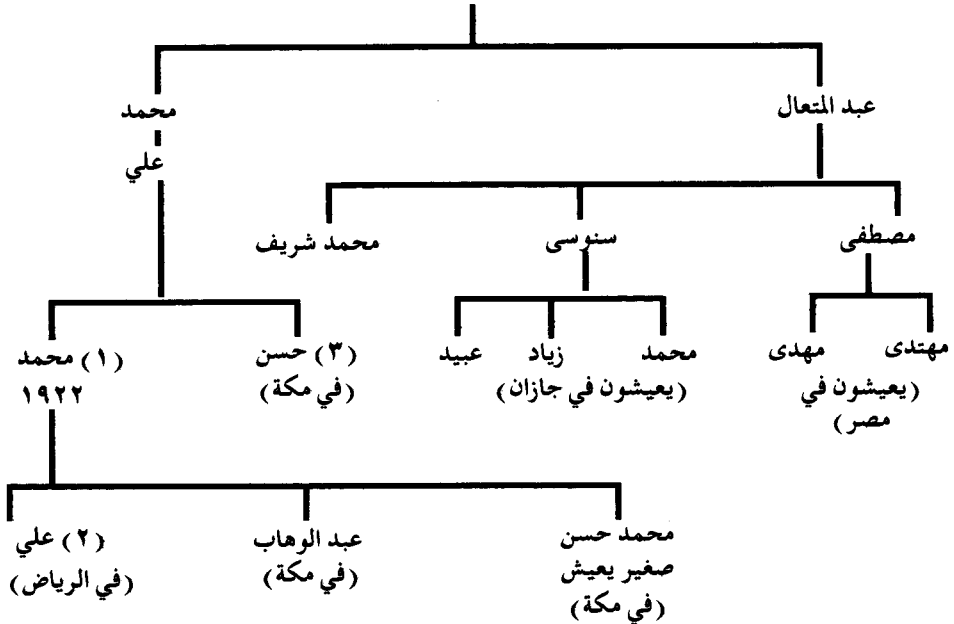 عبد المتعال
محمد
علي
مصطفى
سنوسى
محمد شريف
مهتدى
مهدى
محمد
زياد
عبيد
(يعيشون في
مصر)
(يعيشون في جازان)
(٣) حسن
(في مكة)
(١) محمد
١٩٢٢
محمد حسن
صغير يعيش
(في مكة)
عبد الوهاب
(في مكة)
(٢) علي
(في الرياض)